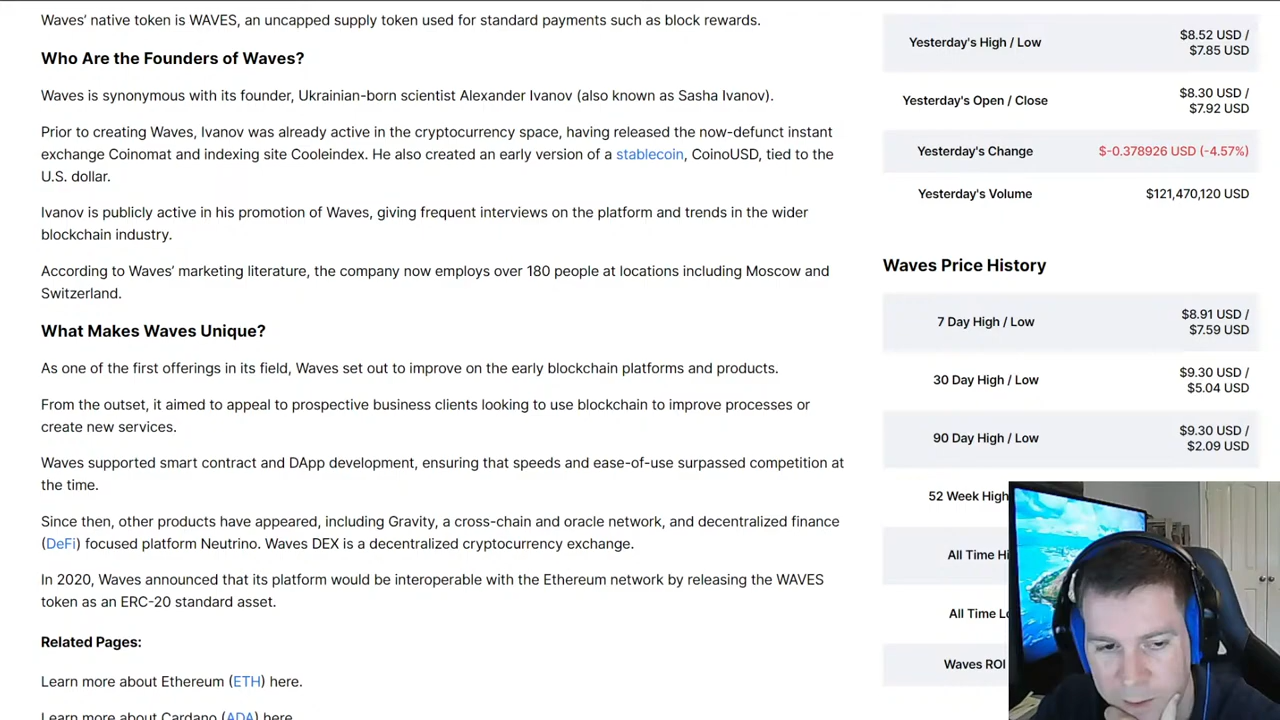 Waves' native token is WAVES, an uncapped supply token used for standard payments such as block rewards.
Who Are the Founders of Waves?
Waves is synonymous with its founder, Ukrainian-born scientist Alexander Ivanov (also known as Sasha Ivanov).
Prior to creating Waves, Ivanov was already active in the cryptocurrency space, having released the now-defunct instant
exchange Coinomat and indexing site Cooleindex. He also created an early version of a stablecoin, CoinoUSD, tied to the
U.S. dollar.
Ivanov is publicly active in his promotion of Waves, giving frequent interviews on the platform and trends in the wider
blockchain industry.
According to Waves' marketing literature, the company now employs over 180 people at locations including Moscow and
Switzerland.
What Makes Waves Unique?
As one of the first offerings in its field, Waves set out to improve on the early blockchain platforms and products.
From the outset, it aimed to appeal to prospective business clients looking to use blockchain to improve processes or
create new services.
Waves supported smart contract and DApp development, ensuring that speeds and ease-of-use surpassed competition at
the time.
Since then, other products have appeared, including Gravity, a cross-chain and oracle network, and decentralized finance
(DeFi) focused platform Neutrino. Waves DEX is a decentralized cryptocurrency exchange.
In 2020, Waves announced that its platform would be interoperable with the Ethereum network by releasing the WAVES
token as an ERC-20 standard asset.
Related Pages:
Learn more about Ethereum (ETH) here.
Learn more about Cardano (ADA) here
Yesterday's High / Low
$8.52 USD /
$7.85 USD
Yesterday's Open / Close
$8.30 USD /
$7.92 USD
Yesterday's Change
$-0.378926 USD (-4.57%)
Yesterday's Volume
$121,470,120 USD
Waves Price History
7 Day High / Low
$8.91 USD /
$7.59 USD
30 Day High / Low
$9.30 USD /
$5.04 USD
90 Day High / Low
$9.30 USD /
$2.09 USD
52 Week High
All Time Hi
All Time Lo
Waves ROI